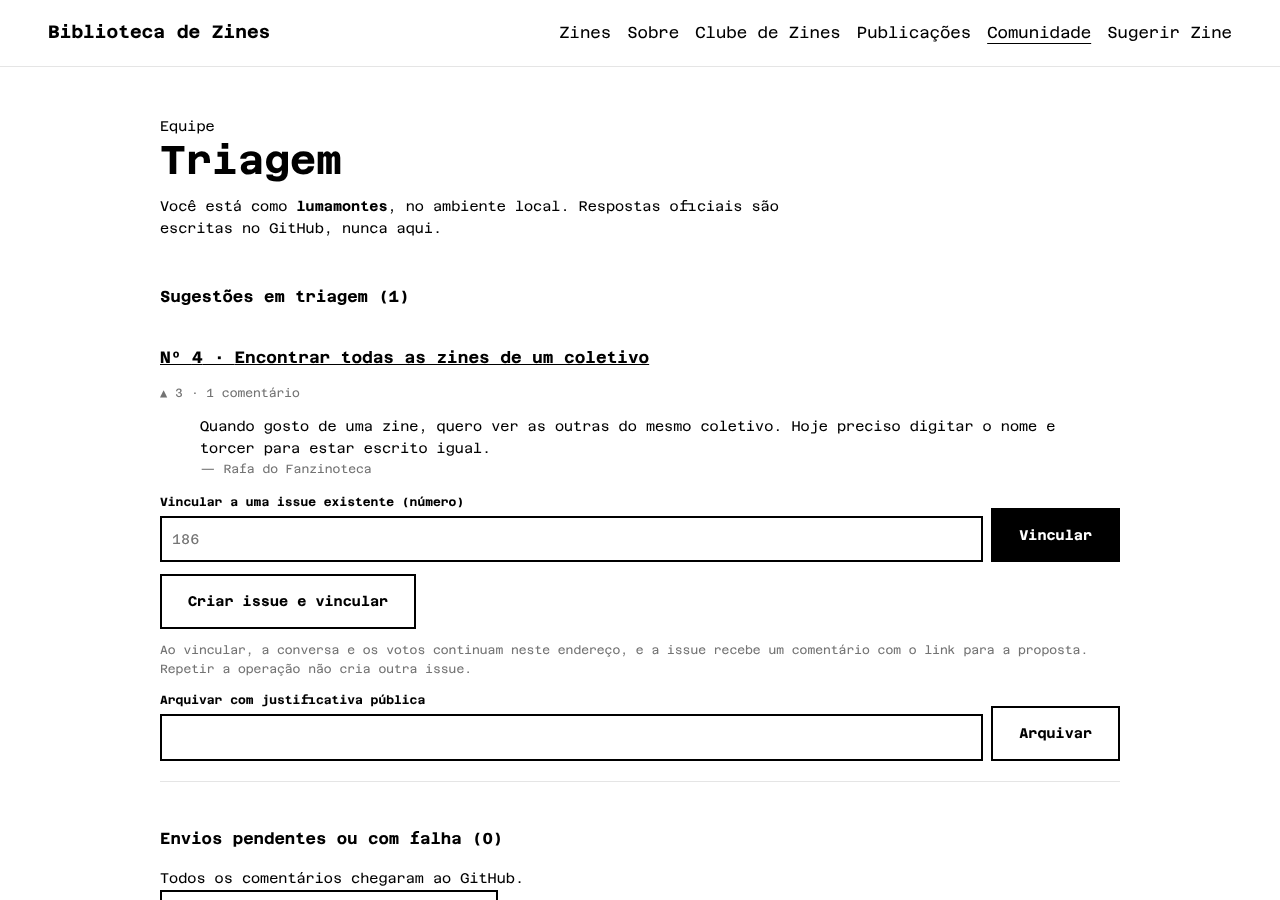 Biblioteca de Zines
Zines Sobre Clube de Zines Publicações Comunidade Sugerir Zine
Equipe
Triagem
Você está como lumamontes, no ambiente local. Respostas oficiais são
escritas no GitHub, nunca aqui.
Sugestões em triagem (1)
Nº 4 · Encontrar todas as zines de um coletivo
▲ 3 · 1 comentário
Quando gosto de uma zine, quero ver as outras do mesmo coletivo. Hoje preciso digitar o nome e
torcer para estar escrito igual.
— Rafa do Fanzinoteca
Vincular a uma issue existente (número)
186
Vincular
Criar issue e vincular
Ao vincular, a conversa e os votos continuam neste endereço, e a issue recebe um comentário com o link para a proposta.
Repetir a operação não cria outra issue.
Arquivar com justificativa pública
Arquivar
Envios pendentes ou com falha (0)
Todos os comentários chegaram ao GitHub.